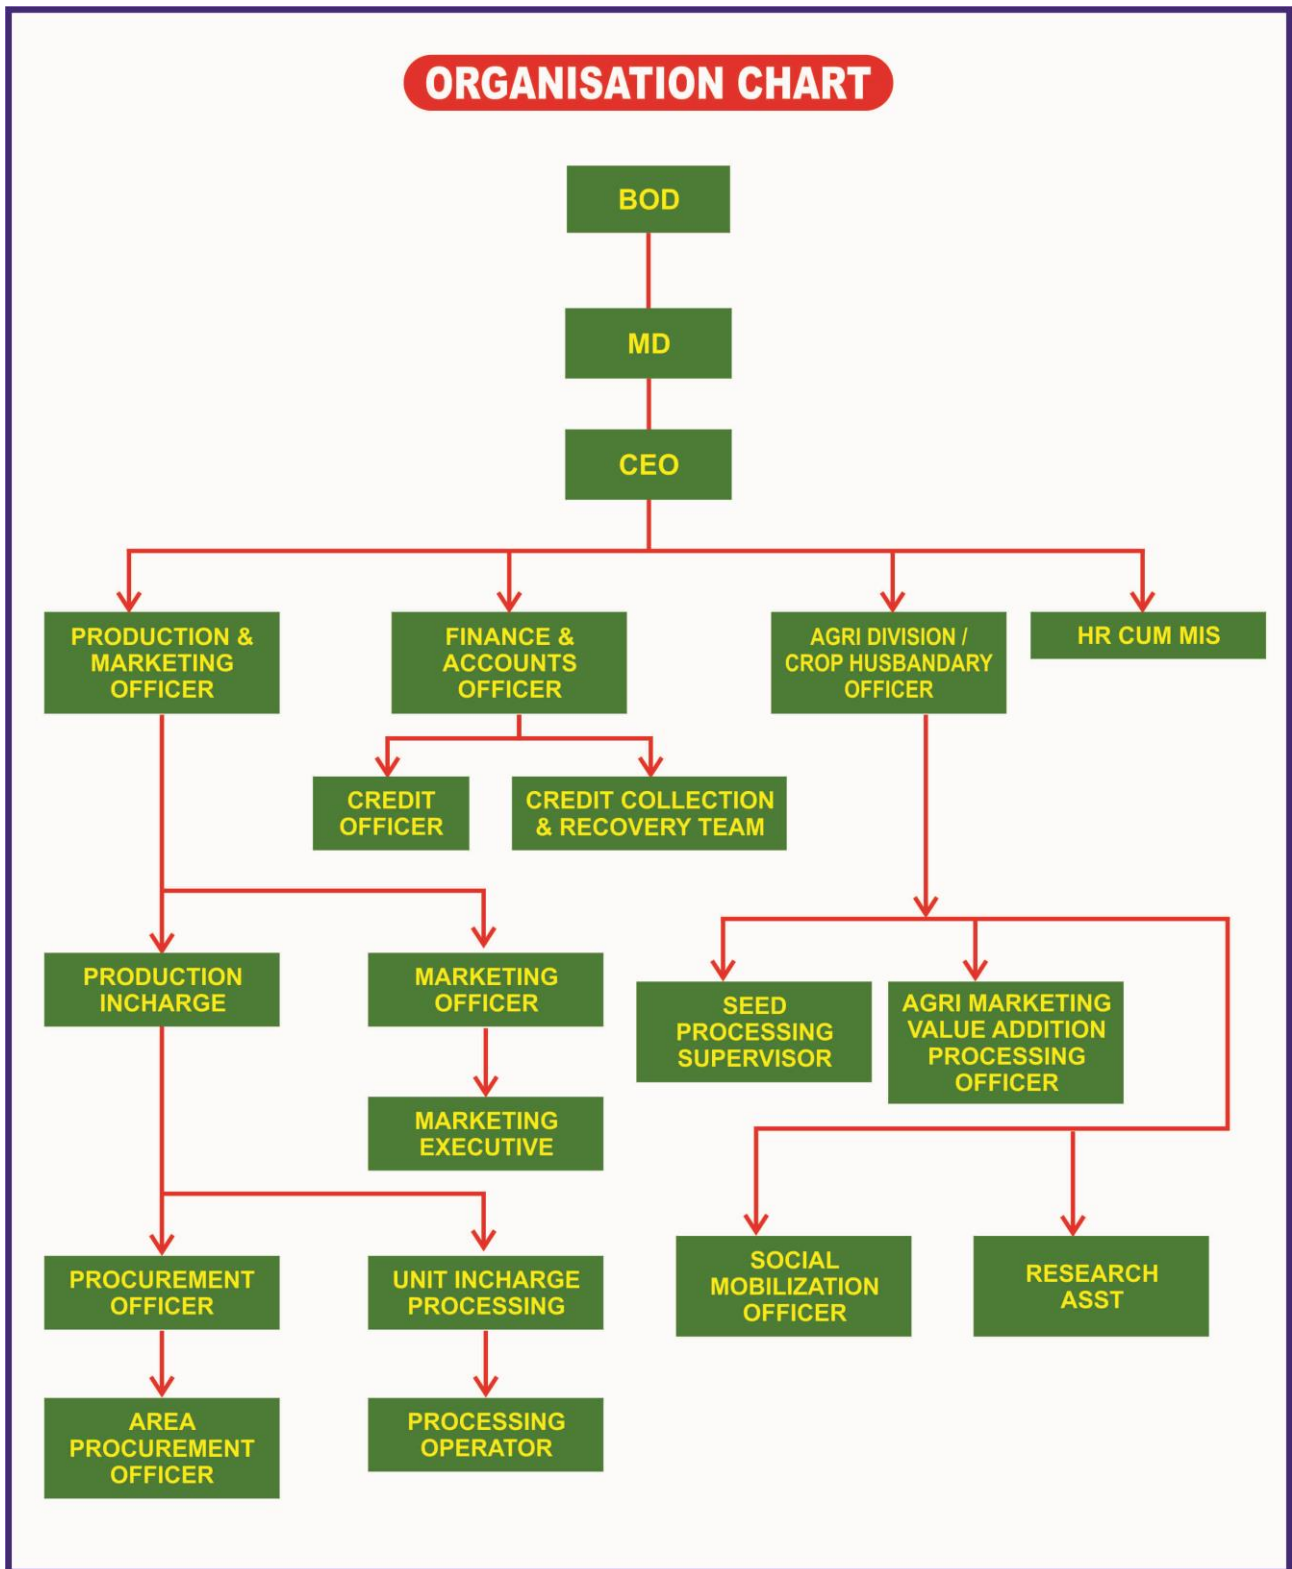 ORGANISATION CHART
BOD
MD
CEO
PRODUCTION &
MARKETING
OFFICER
FINANCE &
ACCOUNTS
OFFICER
AGRI DIVISION /
CROP HUSBANDARY
OFFICER
HR CUM MIS
CREDIT
OFFICER
CREDIT COLLECTION
& RECOVERY TEAM
PRODUCTION
INCHARGE
MARKETING
OFFICER
SEED
PROCESSING
SUPERVISOR
AGRI MARKETING
VALUE ADDITION
PROCESSING
OFFICER
MARKETING
EXECUTIVE
PROCUREMENT
OFFICER
UNIT INCHARGE
PROCESSING
SOCIAL
MOBILIZATION
OFFICER
RESEARCH
ASST
AREA
PROCUREMENT
OFFICER
PROCESSING
OPERATOR